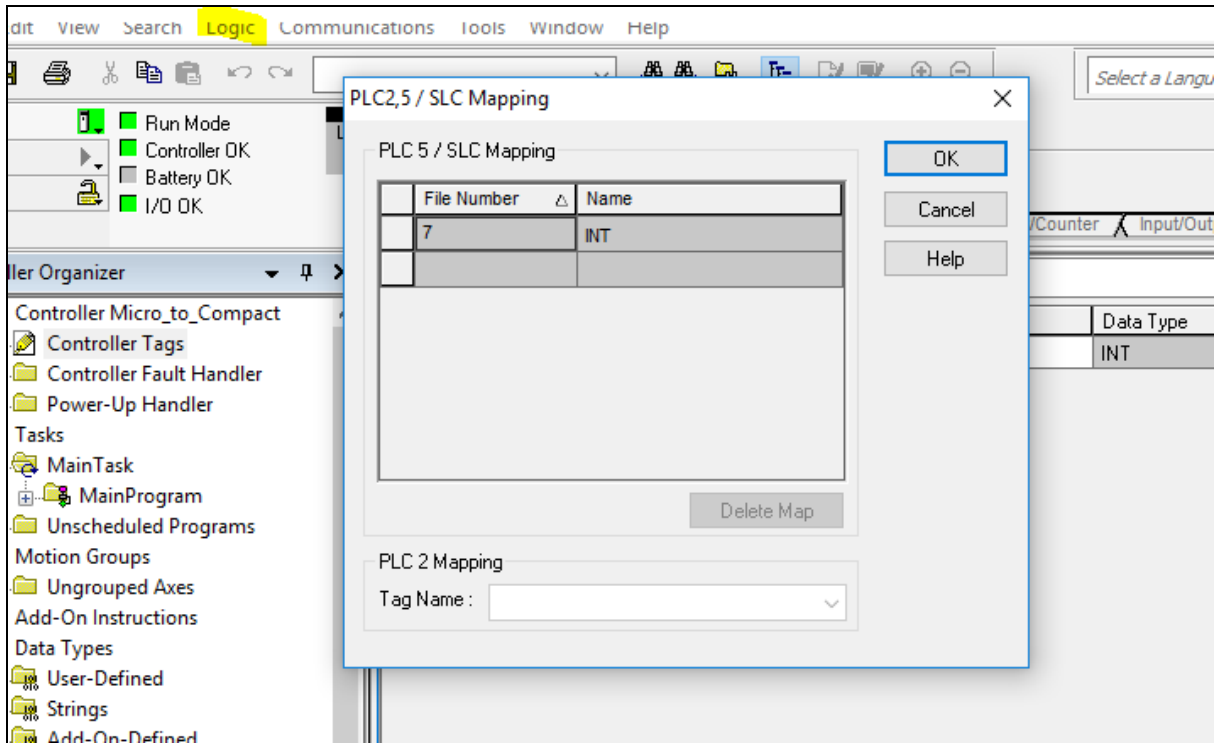 dit View Search Logic Communications Tools Window Help
Select a Langu
PLC2,5 / SLC Mapping
Run Mode
Controller OK
Battery OK
I/O OK
PLC 5 / SLC Mapping
File Number Name
7 INT
Delete Map
PLC 2 Mapping
Tag Name :
OK
Cancel
Help
/Counter Input/Out
Data Type
INT
ller Organizer
Controller Micro_to_Compact
Controller Tags
Controller Fault Handler
Power-Up Handler
Tasks
MainTask
MainProgram
Unscheduled Programs
Motion Groups
Ungrouped Axes
Add-On Instructions
Data Types
User-Defined
Strings
Add-On-Defined